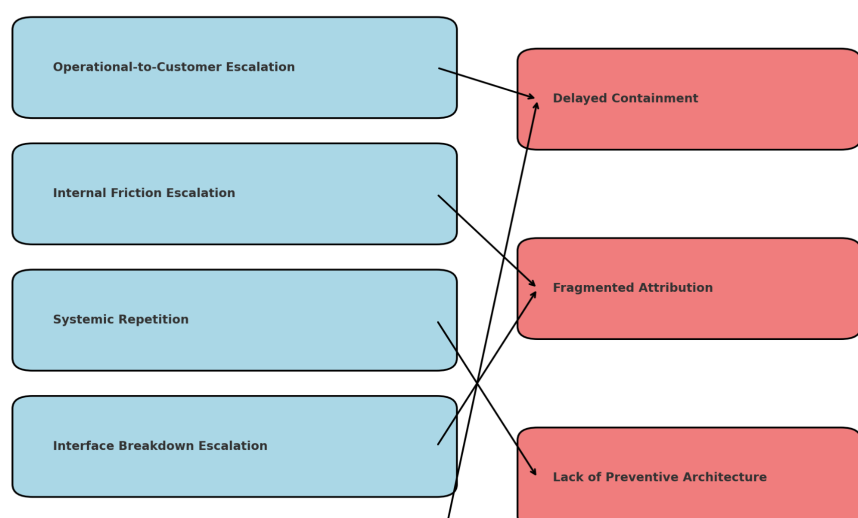 Operational-to-Customer Escalation
Internal Friction Escalation
Systemic Repetition
Interface Breakdown Escalation
Delayed Containment
Fragmented Attribution
Lack of Preventive Architecture